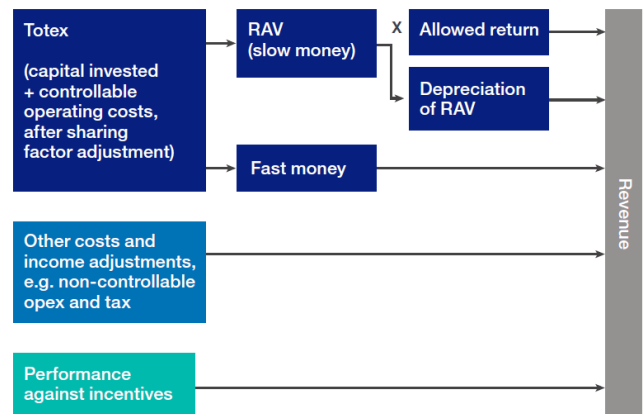 Totex
(capital invested
+ controllable
operating costs,
after sharing
factor adjustment)
RAV
(slow money)
X
Allowed return
Depreciation
of RAV
Fast money
Other costs and
income adjustments,
e.g. non-controllable
opex and tax
Performance
against incentives
Revenue